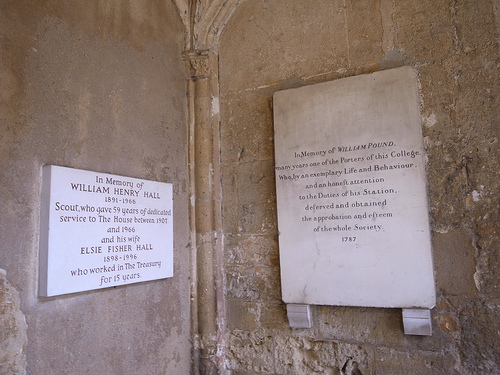 In Memory of
WILLIAM HENRY HALL
1891-1966
Scout, who gave 59 years of dedicated
service to The House between 1907
and 1966
and his wife
ELSIE FISHER HALL
1898-1996
who worked in The Treasury
for 15 years.
In Memory of WILLIAM POUND,
many years one of the Porters of this College
Who, by an exemplary Life and Behaviour,
and an honeſt attention
to the Duties of his Station,
deſerved and obtained
the approbation and eſteem
of the whole Society.
1787